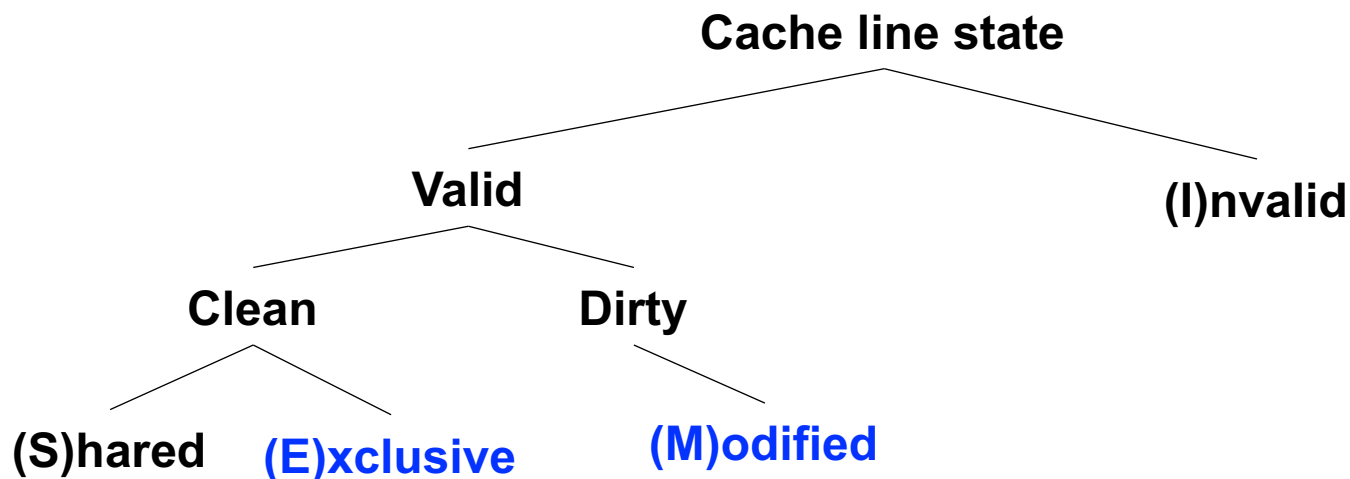 Cache line state
Valid
(I)nvalid
Clean
Dirty
(S)hared
(E)xclusive
(M)odified